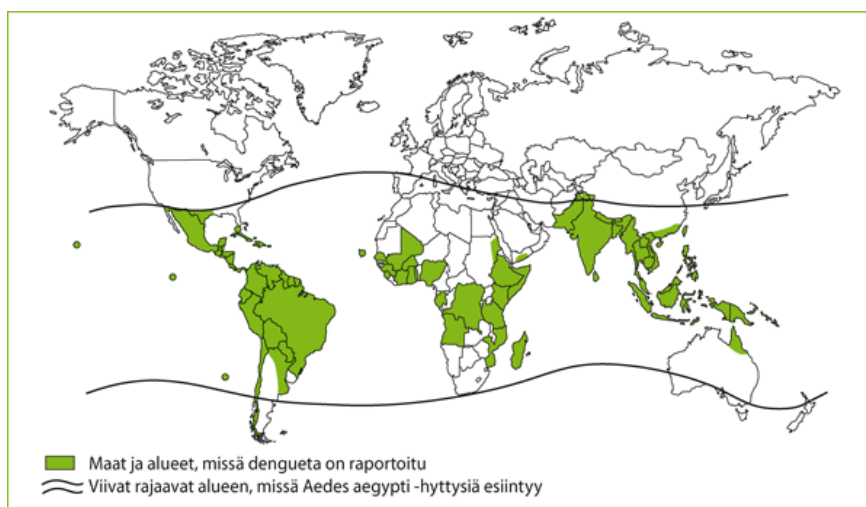 Maat ja alueet, missä dengueta on raportoitu
Viivat rajaavat alueen, missä Aedes aegypti -hyttysiä esiintyy